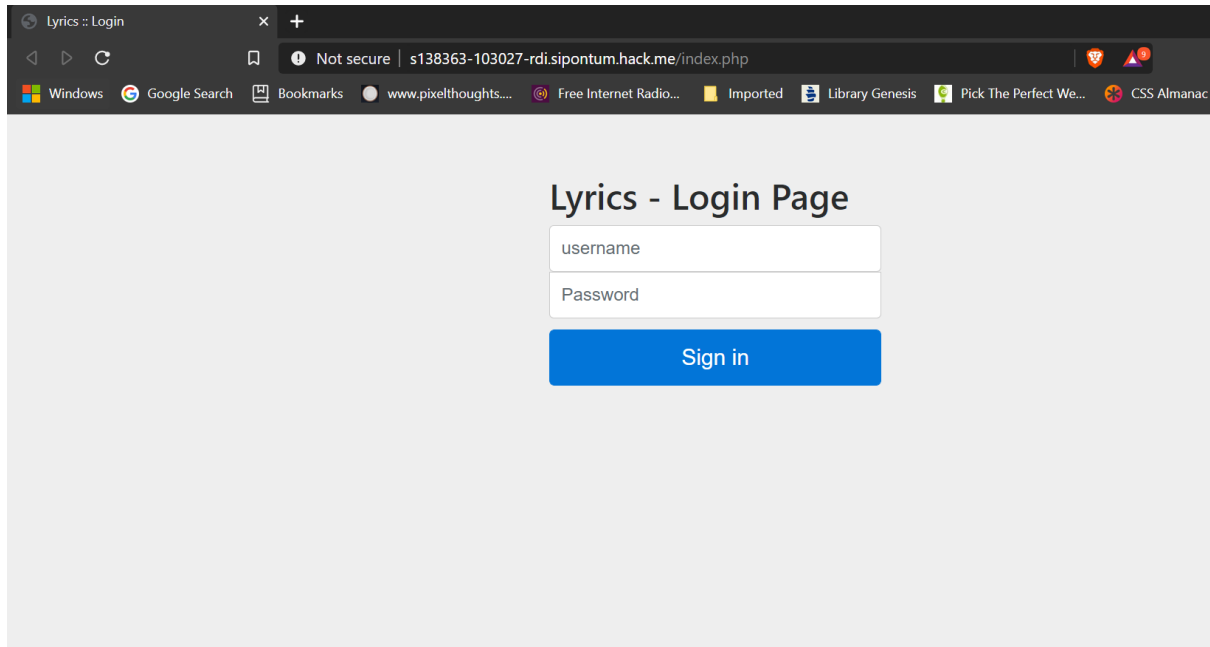 Lyrics :: Login
Not secure | s138363-103027-rdi.sipontum.hack.me/index.php 9
Windows Google Search Bookmarks www.pixelthoughts.... Free Internet Radio... Imported Library Genesis Pick The Perfect We... CSS Almanac
Lyrics - Login Page
username
Password
Sign in